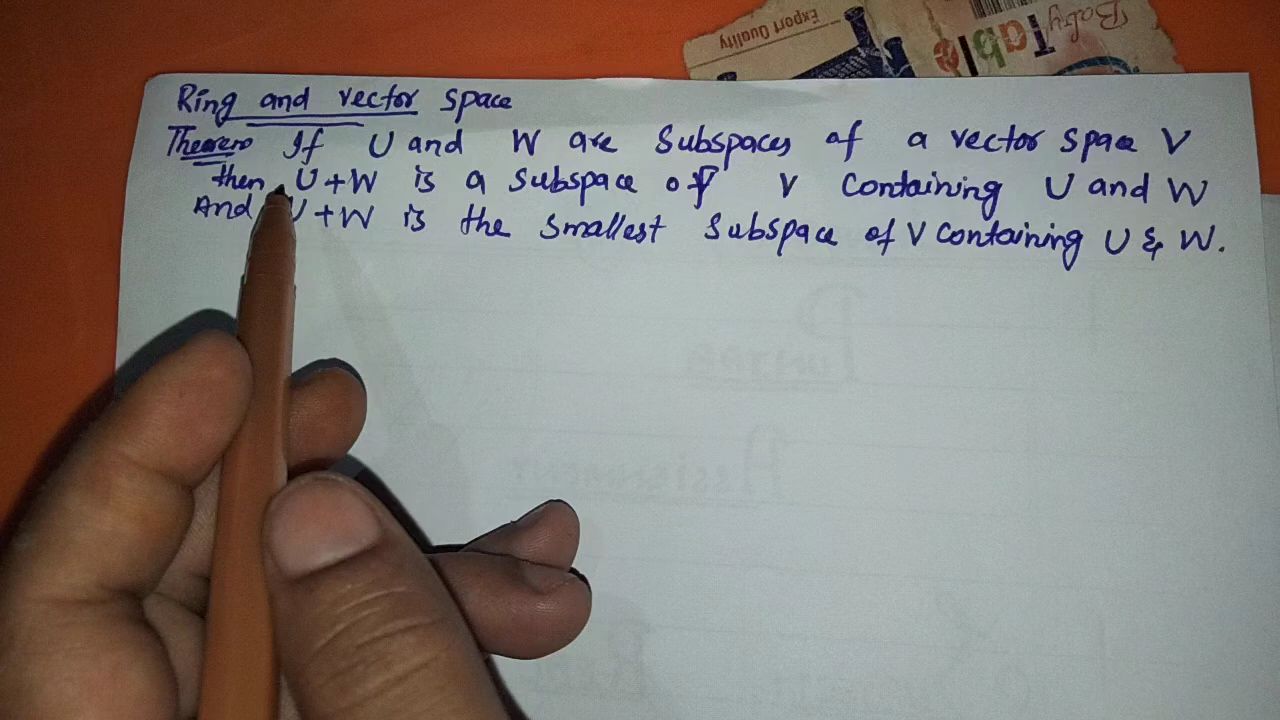 Export Quality
Baby
Table
Ring and vector space
Theorem If U and W are Subspaces of a vector space V
then U+W is a subspace of V Containing U and W
And U+W is the smallest subspace of V containing U & W.